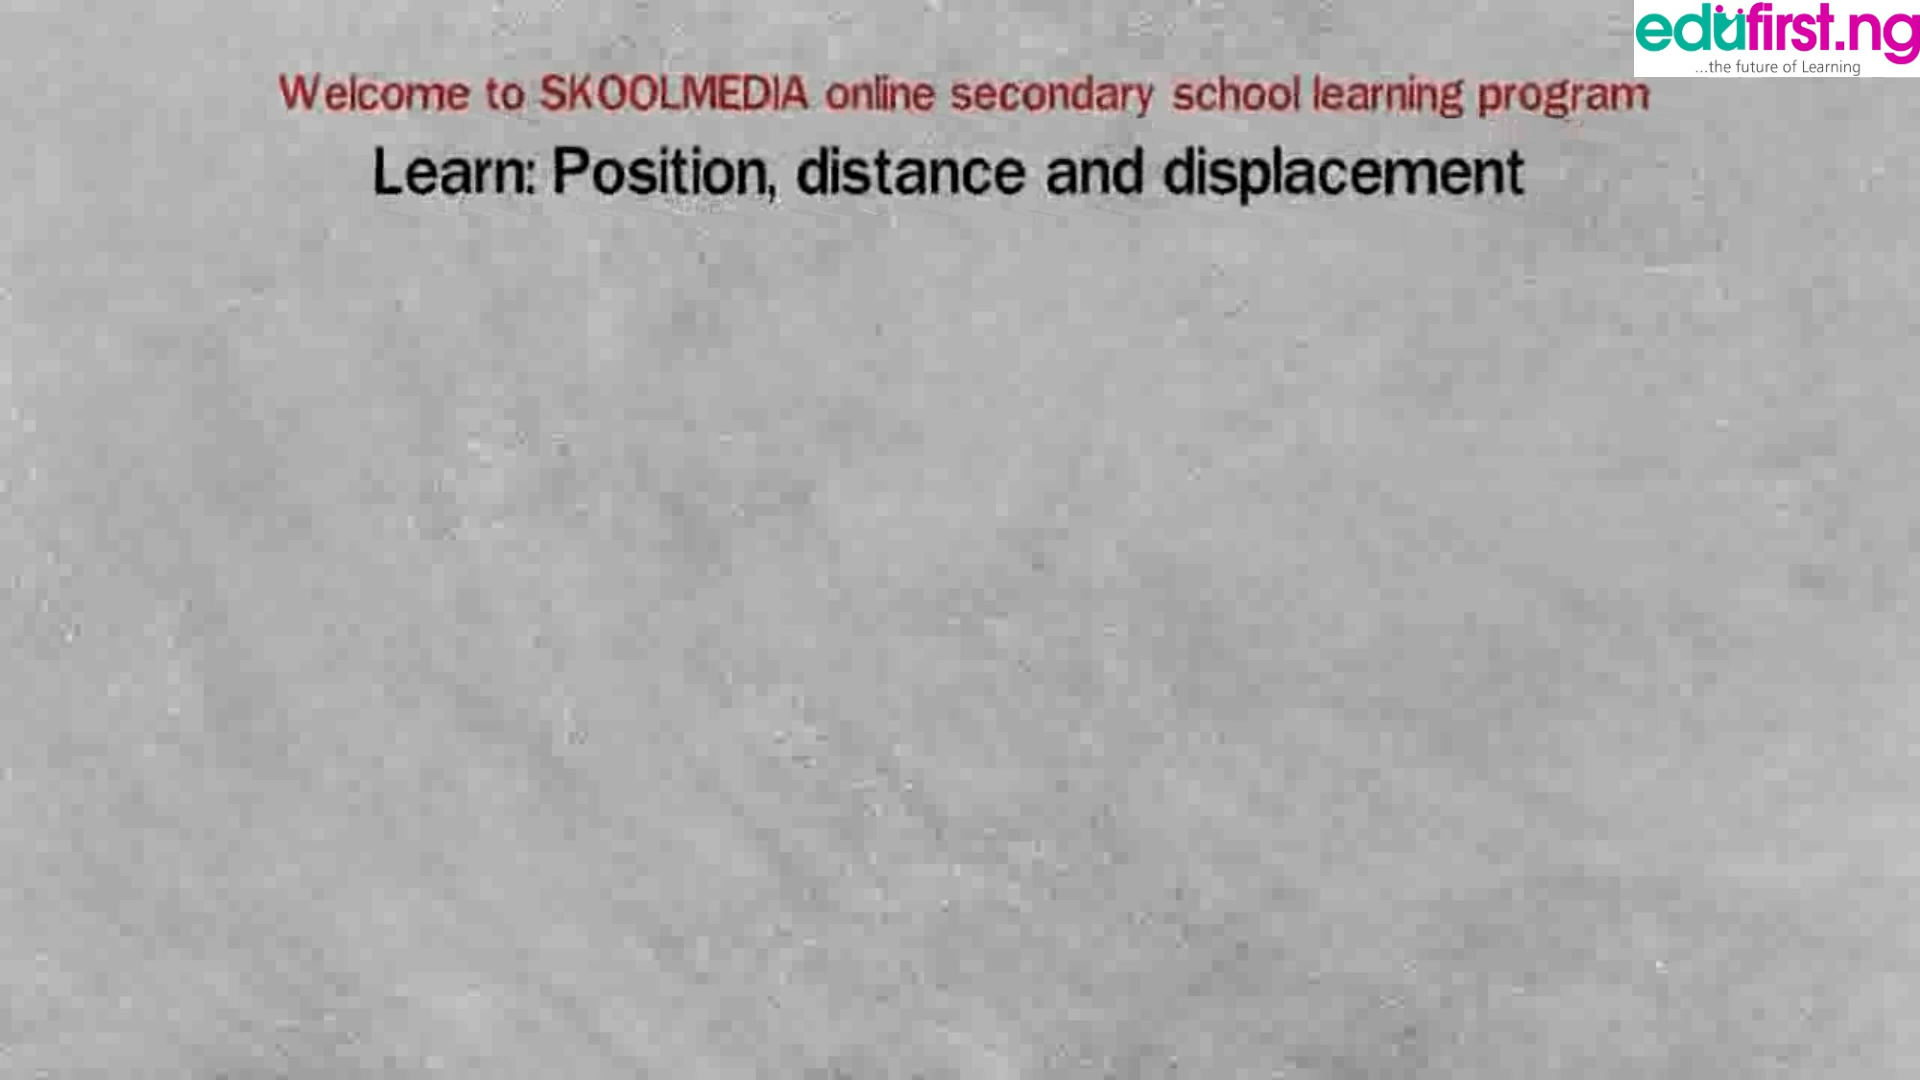 edufirst.ng
...the future of Learning
Welcome to SKOOLMEDIA online secondary school learning program
Learn: Position, distance and displacement